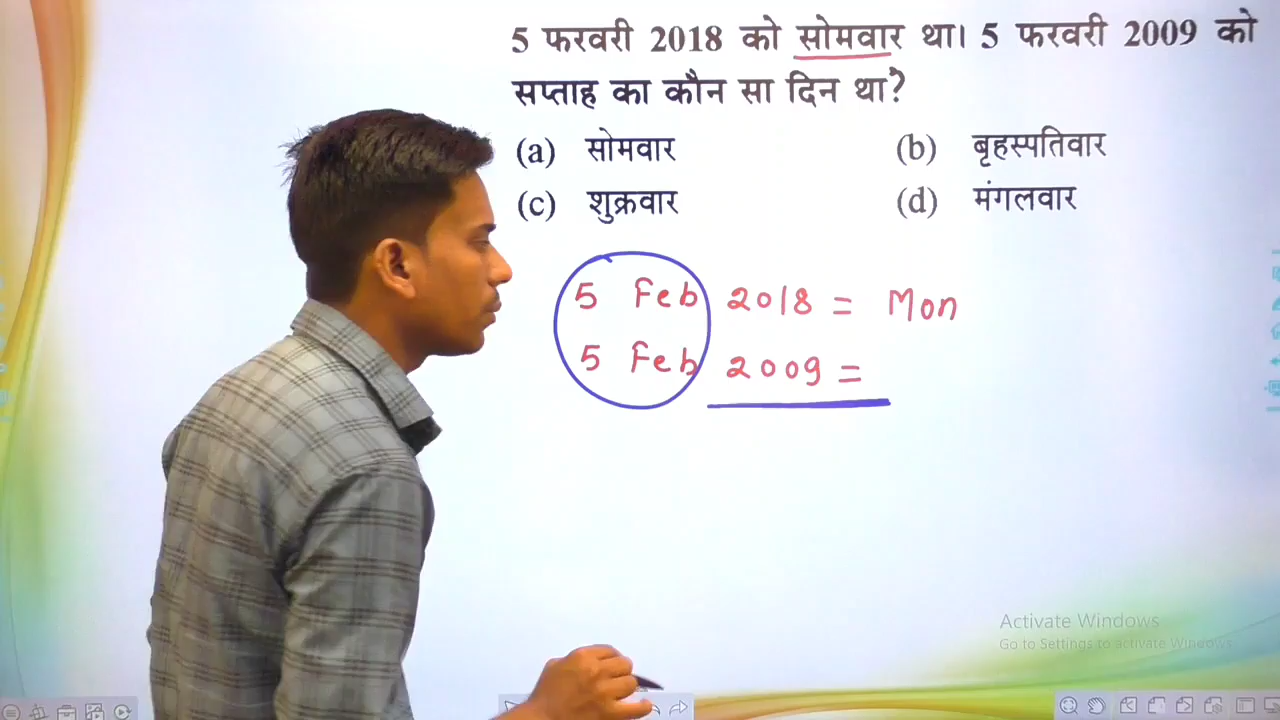 5 फरवरी 2018 को सोमवार था। 5 फरवरी 2009 को
सप्ताह का कौन सा दिन था?
(a) सोमवार (b) बृहस्पतिवार
(c) शुक्रवार (d) मंगलवार
5 Feb 2018 = Mon
5 Feb 2009 =
Activate Windows
Go to Settings to activate Windows.